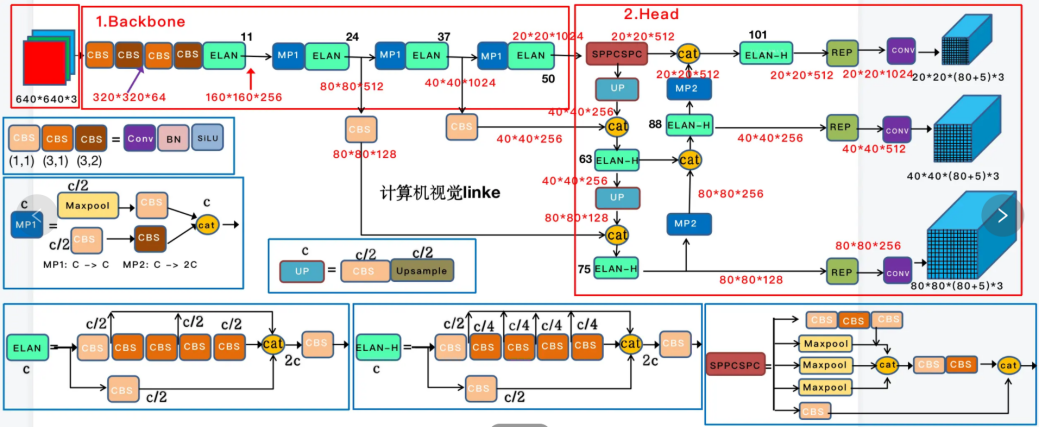 1.Backbone
2.Head
640*640*3
CBS CBS CBS CBS ELAN
11
MP1 ELAN
24
MP1 ELAN
37
MP1 ELAN
50
20*20*1024
320*320*64
160*160*256
80*80*512
40*40*1024
CBS
80*80*128
CBS
40*40*256
SPPCSPC
20*20*512
cat
101
ELAN-H
20*20*512
REP
20*20*1024
CONV
20*20*(80+5)*3
20*20*512
UP
MP2
40*40*256
cat
88
ELAN-H
40*40*256
REP
40*40*512
CONV
40*40*(80+5)*3
63
ELAN-H
cat
40*40*256
UP
80*80*256
80*80*128
MP2
cat
75
ELAN-H
80*80*128
80*80*256
REP
CONV
80*80*(80+5)*3
CBS CBS CBS = Conv BN SiLU
(1,1) (3,1) (3,2)
计算机视觉linke
c
MP1 =
c/2
Maxpool CBS
c
cat
c/2 CBS CBS
MP1: C -> C MP2: C -> 2C
c c/2 c/2
UP = CBS Upsample
ELAN =
c
c/2 c/2 c/2
CBS CBS CBS CBS CBS cat CBS
2c
CBS c/2
ELAN-H =
c
c/2 c/4 c/4 c/4 c/4
CBS CBS CBS CBS CBS cat CBS
2c
CBS
c/2
SPPCSPC =
CBS CBS CBS
Maxpool
Maxpool cat CBS CBS cat
Maxpool
CBS